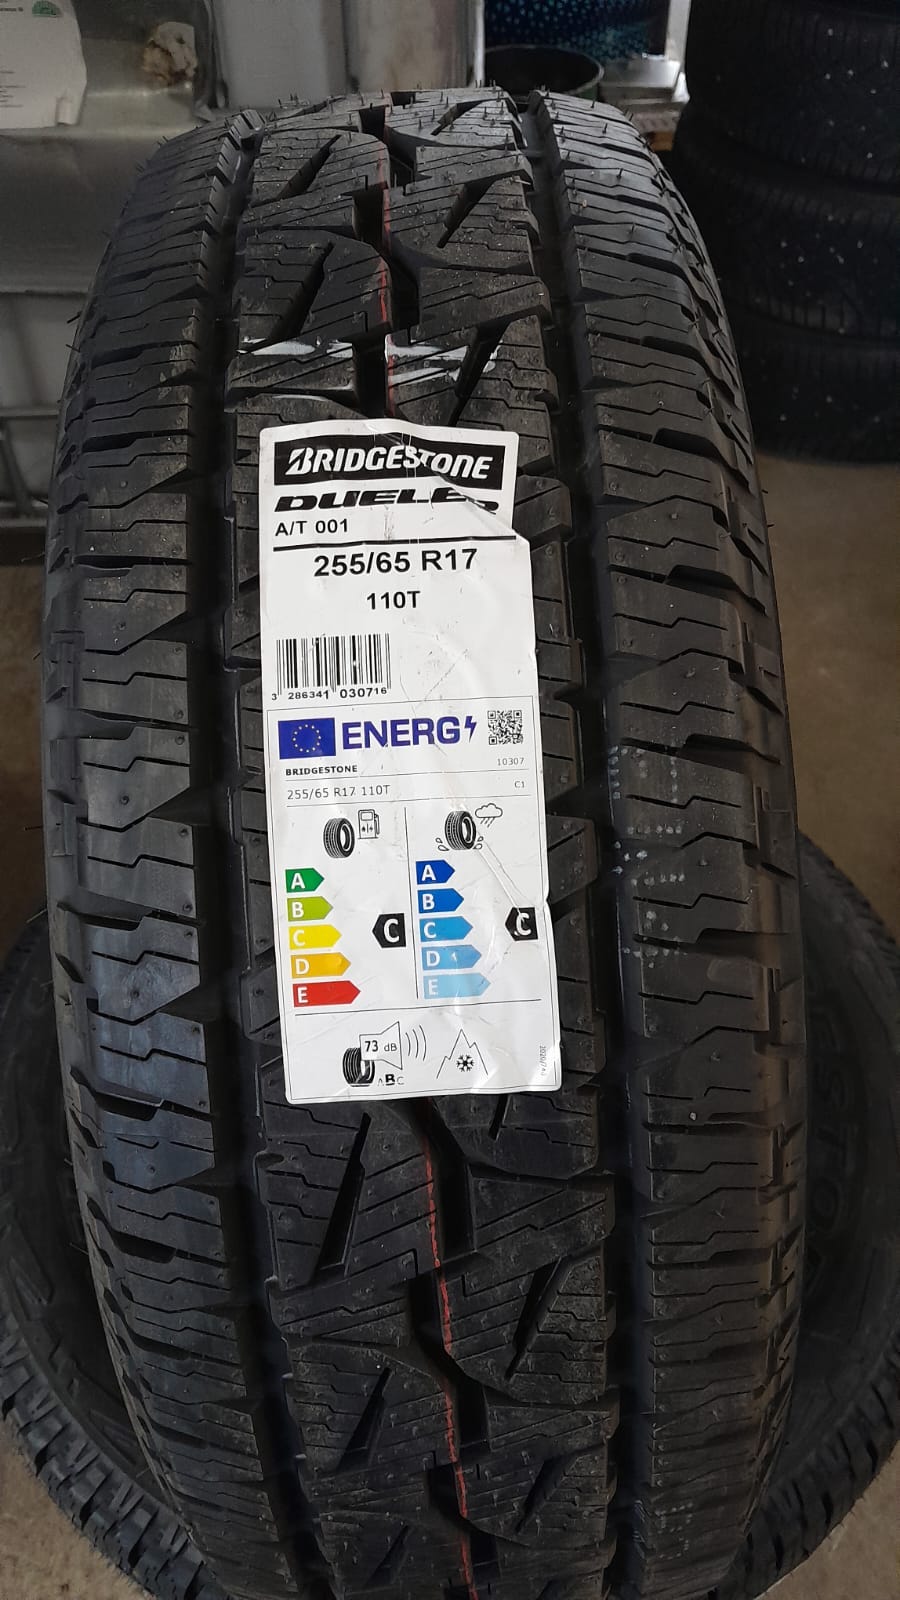 BRIDGESTONE
DUELER
A/T 001
255/65 R17
110T
3 286341 030716
ENERG
BRIDGESTONE 10307
255/65 R17 110T C1
A A
B B
C C C C
D D
E E
73 dB
ABC
2020/740